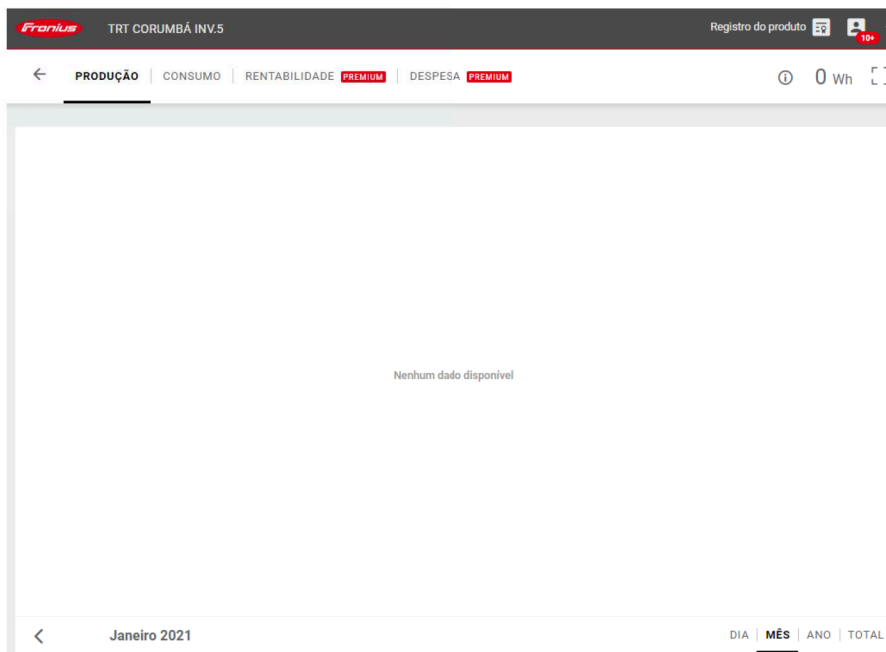 Fronius TRT CORUMBÁ INV.5 Registro do produto 10+
PRODUÇÃO CONSUMO RENTABILIDADE PREMIUM DESPESA PREMIUM 0 Wh
Nenhum dado disponível
Janeiro 2021 DIA MÊS ANO TOTAL